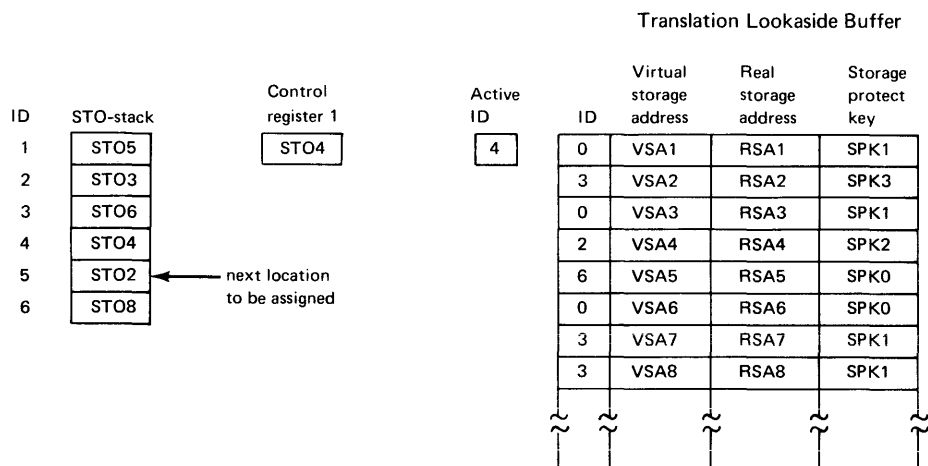 Translation Lookaside Buffer
ID STO-stack
1 STO5
2 STO3
3 STO6
4 STO4
5 STO2
6 STO8
next location
to be assigned
Control
register 1
STO4
Active
ID
4
ID Virtual storage address Real storage address Storage protect key
0 VSA1 RSA1 SPK1
3 VSA2 RSA2 SPK3
0 VSA3 RSA3 SPK1
2 VSA4 RSA4 SPK2
6 VSA5 RSA5 SPK0
0 VSA6 RSA6 SPK0
3 VSA7 RSA7 SPK1
3 VSA8 RSA8 SPK1